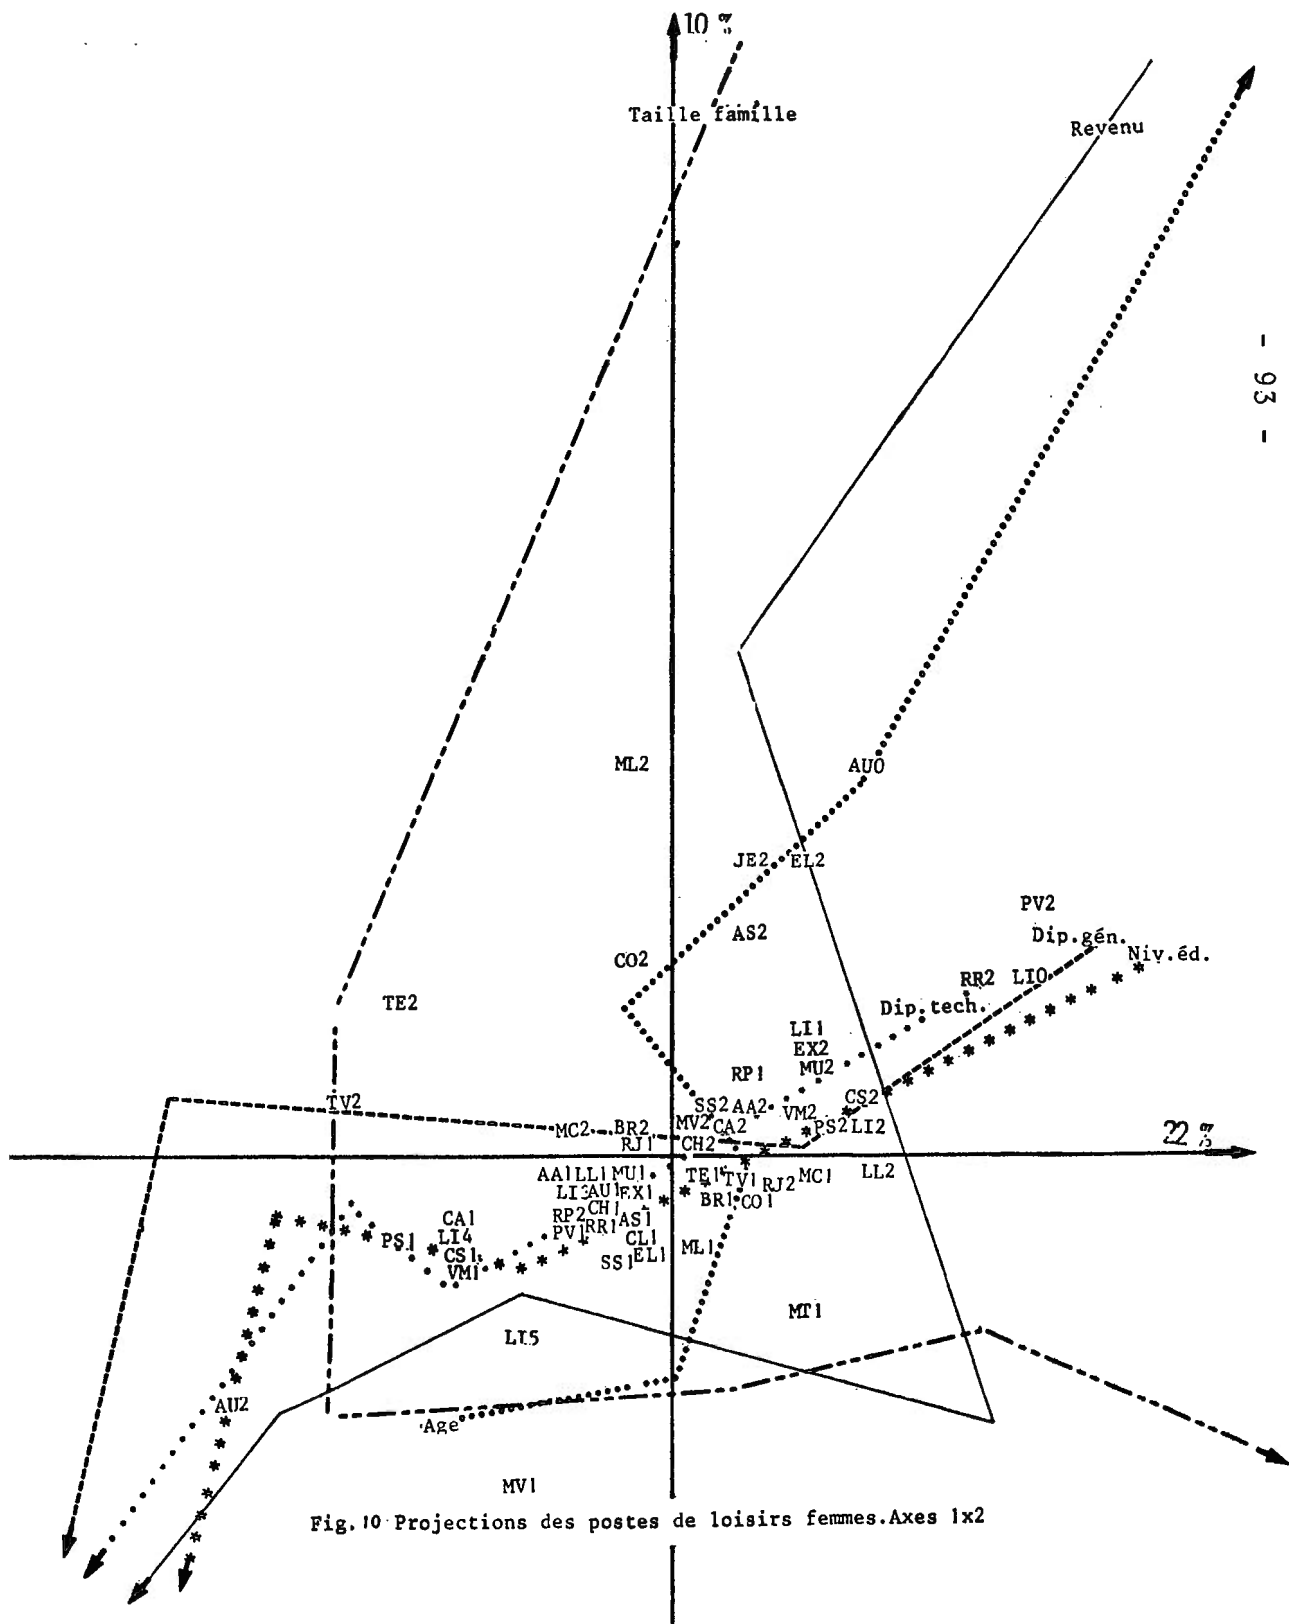 10 %
Taille famille
Revenu
- 93 -
ML2
AU0
JE2 EL2
PV2
AS2
Dip.gén.
CO2
Niv.éd.
RR2 LI0
TE2
Dip.tech.
LI1
EX2
MU2
RP1
CS2
TV2
SS2 AA2 VM2
MV2 CA2
MC2 BR2 PS2 LI2
RJ1 CH2
22 %
AA1 LL1 MU1 TE1 TV1 RJ2 MC1 LL2
AU1 EX1
BR1 CO1
CH1
RP2 AS1
CA1
PV1 RR1
PS1 LI4
CL1 ML1
CS1
SS1 EL1
VM1
MT1
LI5
AU2
Age
MV1
Fig.10 Projections des postes de loisirs femmes.Axes 1x2